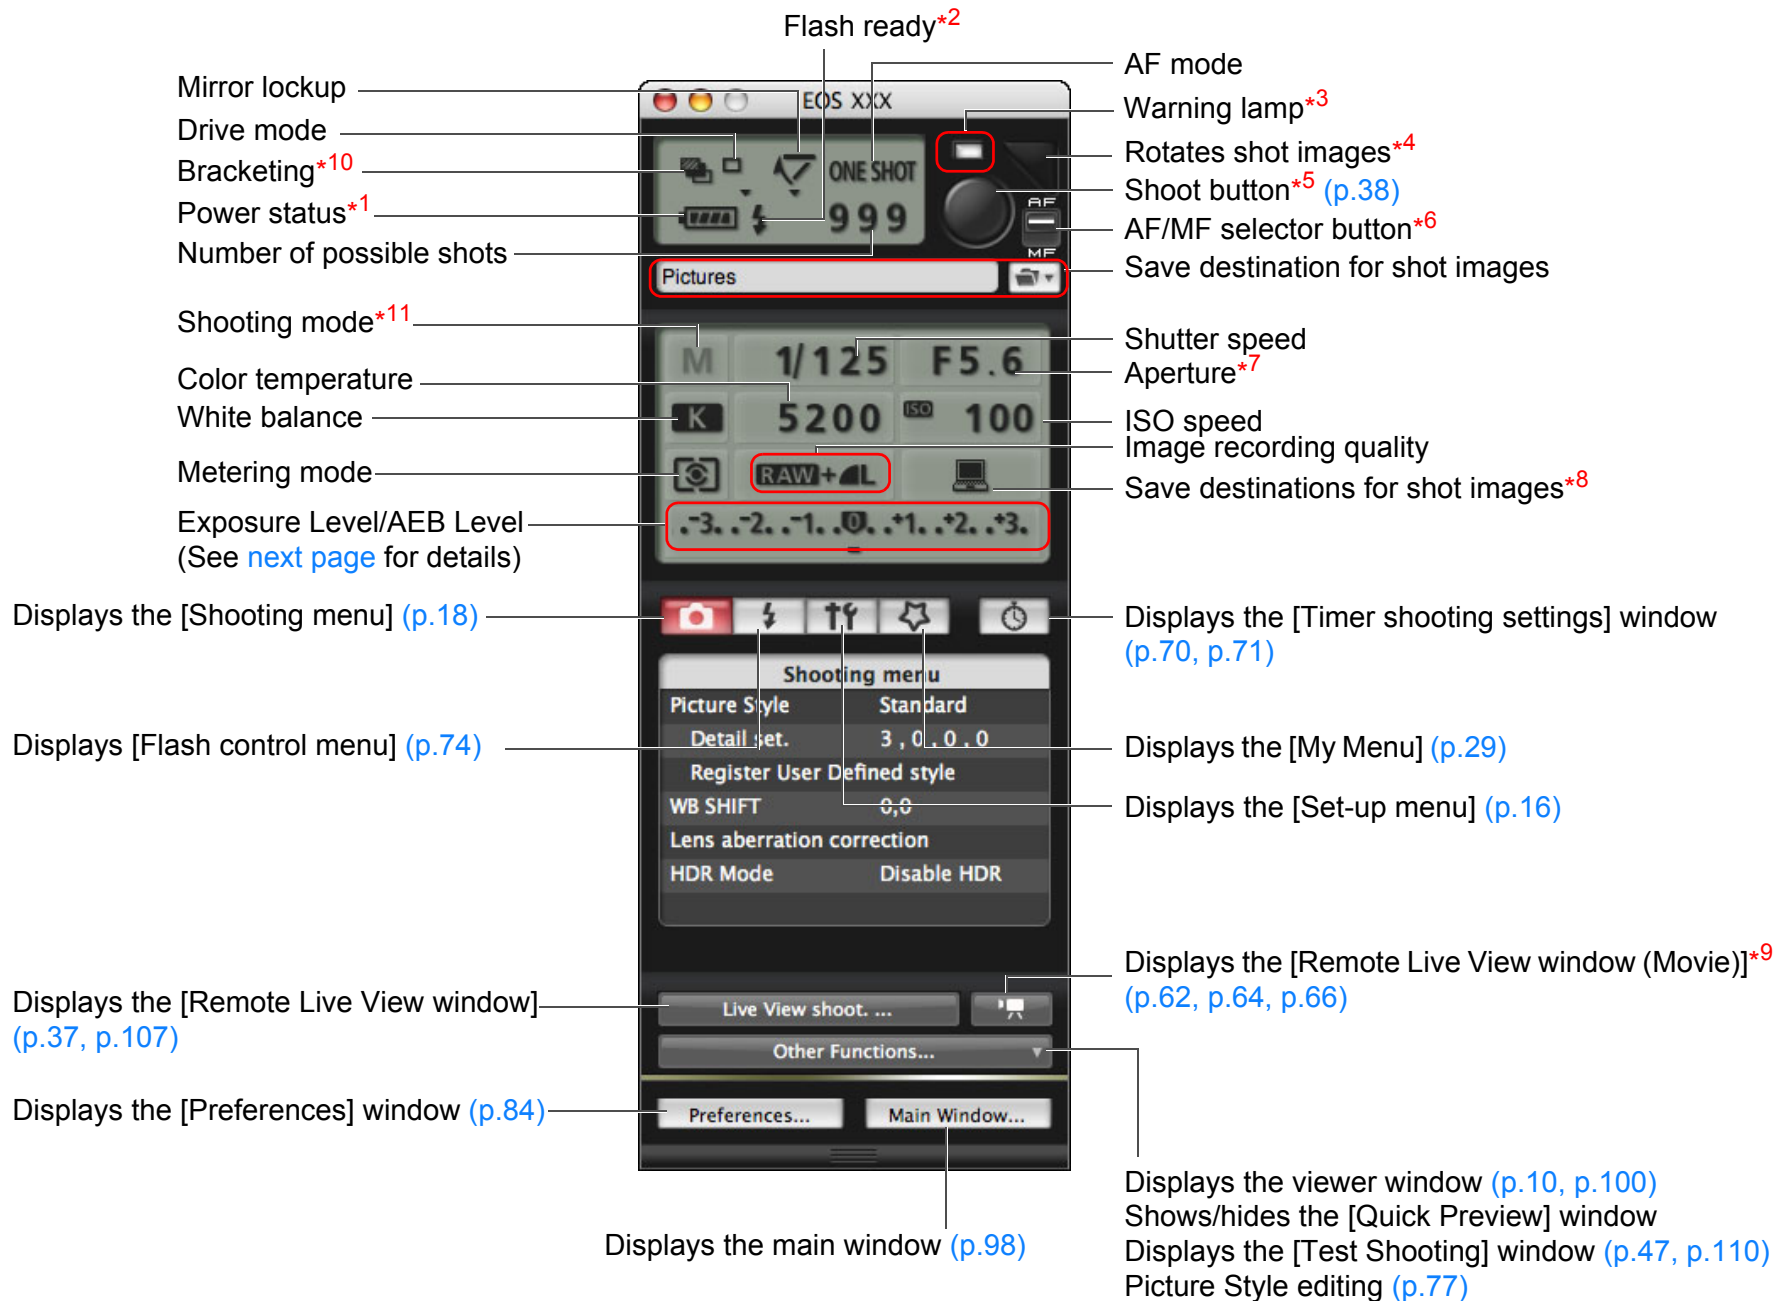 Flash ready*2
Mirror lockup
Drive mode
Bracketing*10
Power status*1
Number of possible shots
Shooting mode*11
Color temperature
White balance
Metering mode
Exposure Level/AEB Level
(See next page for details)
Displays the [Shooting menu] (p.18)
Displays [Flash control menu] (p.74)
Displays the [Remote Live View window]
(p.37, p.107)
Displays the [Preferences] window (p.84)
EOS XXX
ONE SHOT
999
AF
MF
Pictures
M 1/125 F5.6
K 5200 ISO 100
RAW+L
.-3. .-2. .-1. .0. .+1. .+2. .+3.
Shooting menu
Picture Style Standard
Detail set. 3 , 0 , 0 , 0
Register User Defined style
WB SHIFT 0,0
Lens aberration correction
HDR Mode Disable HDR
Live View shoot. ...
Other Functions...
Preferences... Main Window...
Displays the main window (p.98)
AF mode
Warning lamp*3
Rotates shot images*4
Shoot button*5 (p.38)
AF/MF selector button*6
Save destination for shot images
Shutter speed
Aperture*7
ISO speed
Image recording quality
Save destinations for shot images*8
Displays the [Timer shooting settings] window
(p.70, p.71)
Displays the [My Menu] (p.29)
Displays the [Set-up menu] (p.16)
Displays the [Remote Live View window (Movie)]*9
(p.62, p.64, p.66)
Displays the viewer window (p.10, p.100)
Shows/hides the [Quick Preview] window
Displays the [Test Shooting] window (p.47, p.110)
Picture Style editing (p.77)